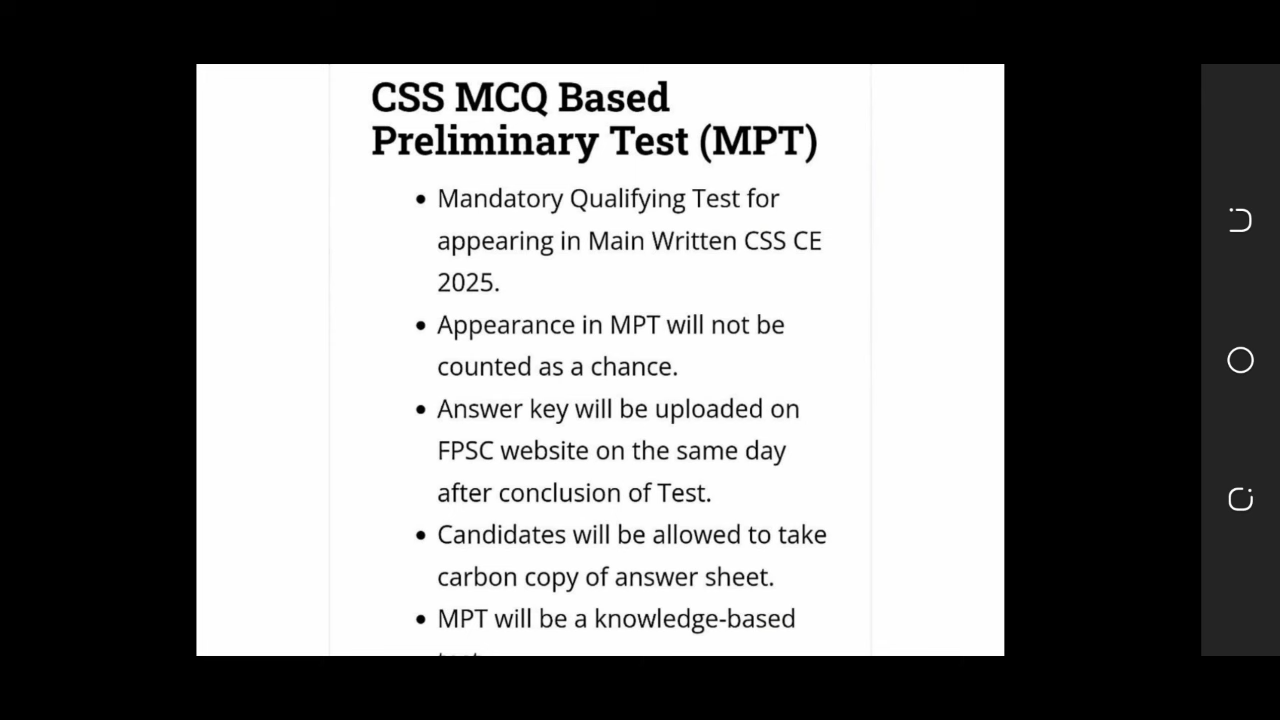 CSS MCQ Based
Preliminary Test (MPT)
Mandatory Qualifying Test for
appearing in Main Written CSS CE
2025.
Appearance in MPT will not be
counted as a chance.
Answer key will be uploaded on
FPSC website on the same day
after conclusion of Test.
Candidates will be allowed to take
carbon copy of answer sheet.
MPT will be a knowledge-based